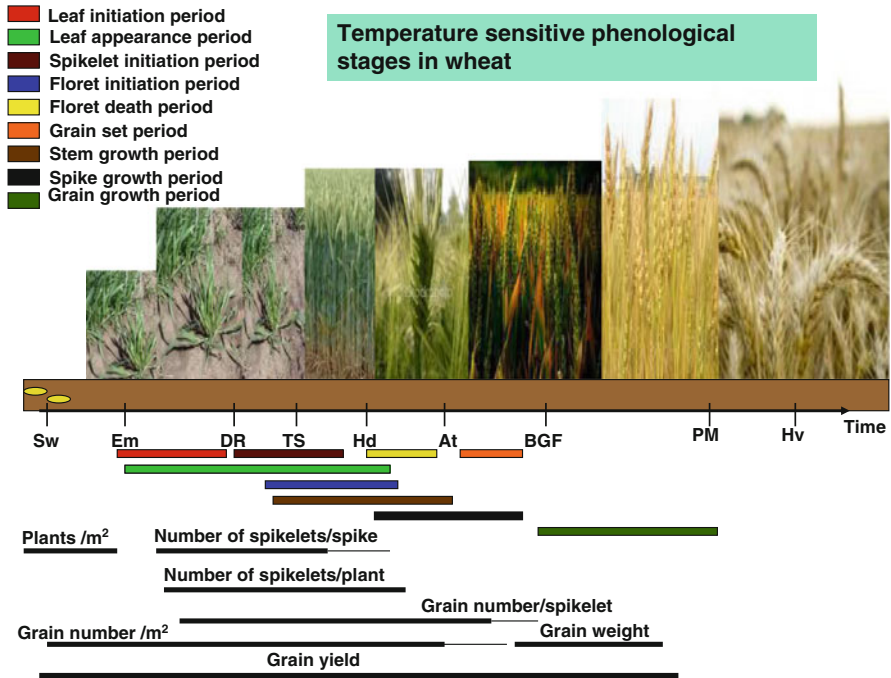 Leaf initiation period
Leaf appearance period
Spikelet initiation period
Floret initiation period
Floret death period
Grain set period
Stem growth period
Spike growth period
Grain growth period
Temperature sensitive phenological
stages in wheat
Sw Em DR TS Hd At BGF PM Hv Time
Plants /m² Number of spikelets/spike
Number of spikelets/plant
Grain number/spikelet
Grain number /m² Grain weight
Grain yield